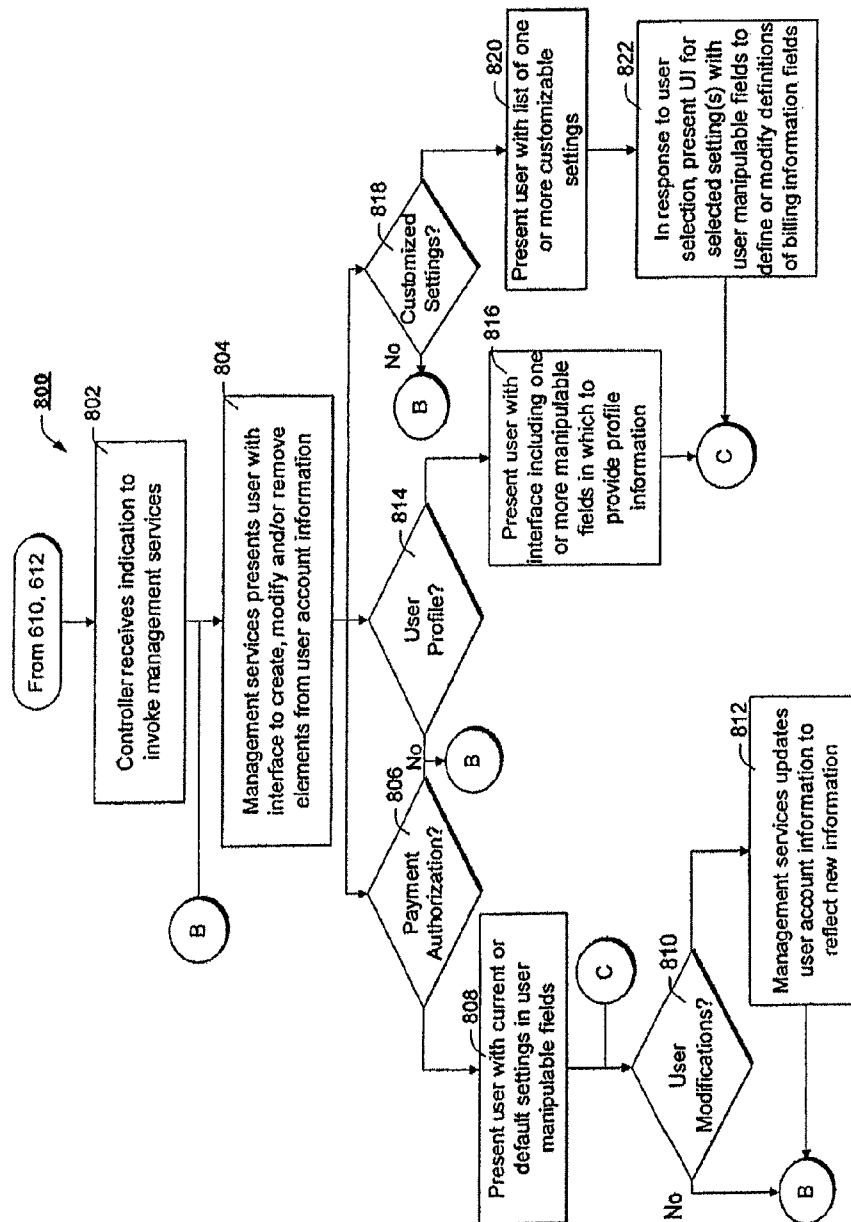 800
From 610, 612
802
Controller receives indication to
invoke management services
B
804
Management services presents user with
interface to create, modify and/or remove
elements from user account information
806
Payment
Authorization?
No
B
814
User
Profile?
818
Customized
Settings?
No
B
808
Present user with current or
default settings in user
manipulable fields
C
810
User
Modifications?
No
B
812
Management services updates
user account information to
reflect new information
816
Present user with
interface including one
or more manipulable
fields in which to
provide profile
information
C
820
Present user with list of one
or more customizable
settings
822
In response to user
selection, present UI for
selected setting(s) with
user manipulable fields to
define or modify definitions
of billing information fields